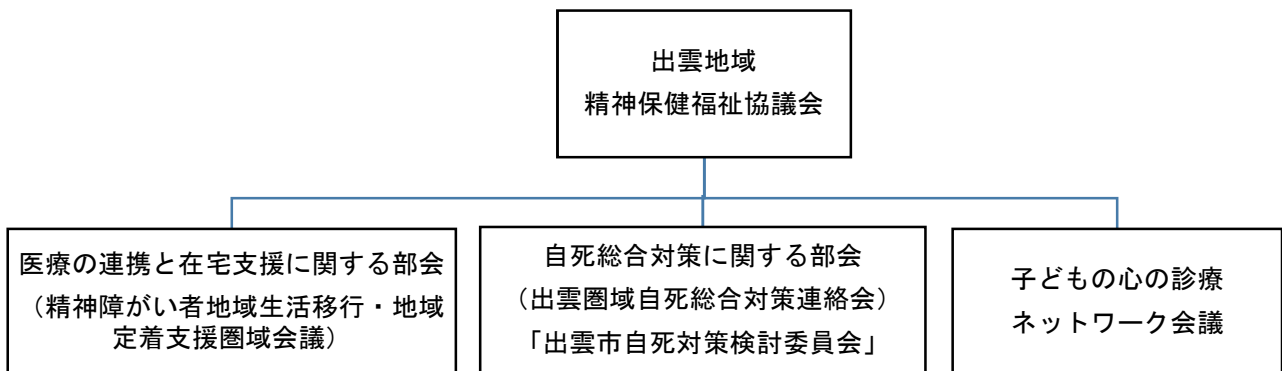 出雲地域
精神保健福祉協議会
医療の連携と在宅支援に関する部会
（精神障がい者地域生活移行・地域
定着支援圏域会議）
自死総合対策に関する部会
（出雲圏域自死総合対策連絡会）
「出雲市自死対策検討委員会」
子どもの心の診療
ネットワーク会議